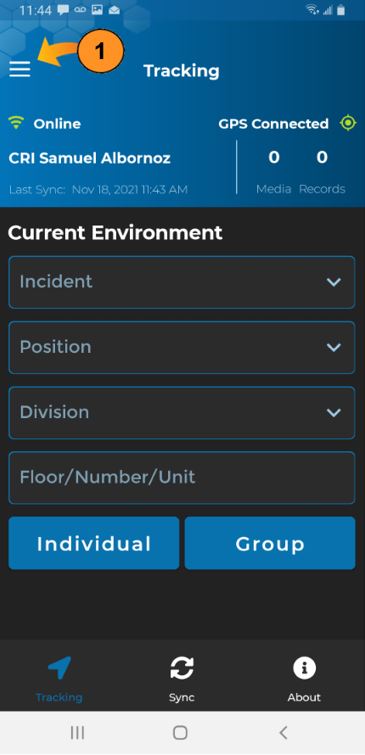 11:44
1
Tracking
Online GPS Connected
CRI Samuel Albornoz 0 0
Last Sync: Nov 18, 2021 11:43 AM Media Records
Current Environment
Incident
Position
Division
Floor/Number/Unit
Individual Group
Tracking Sync About